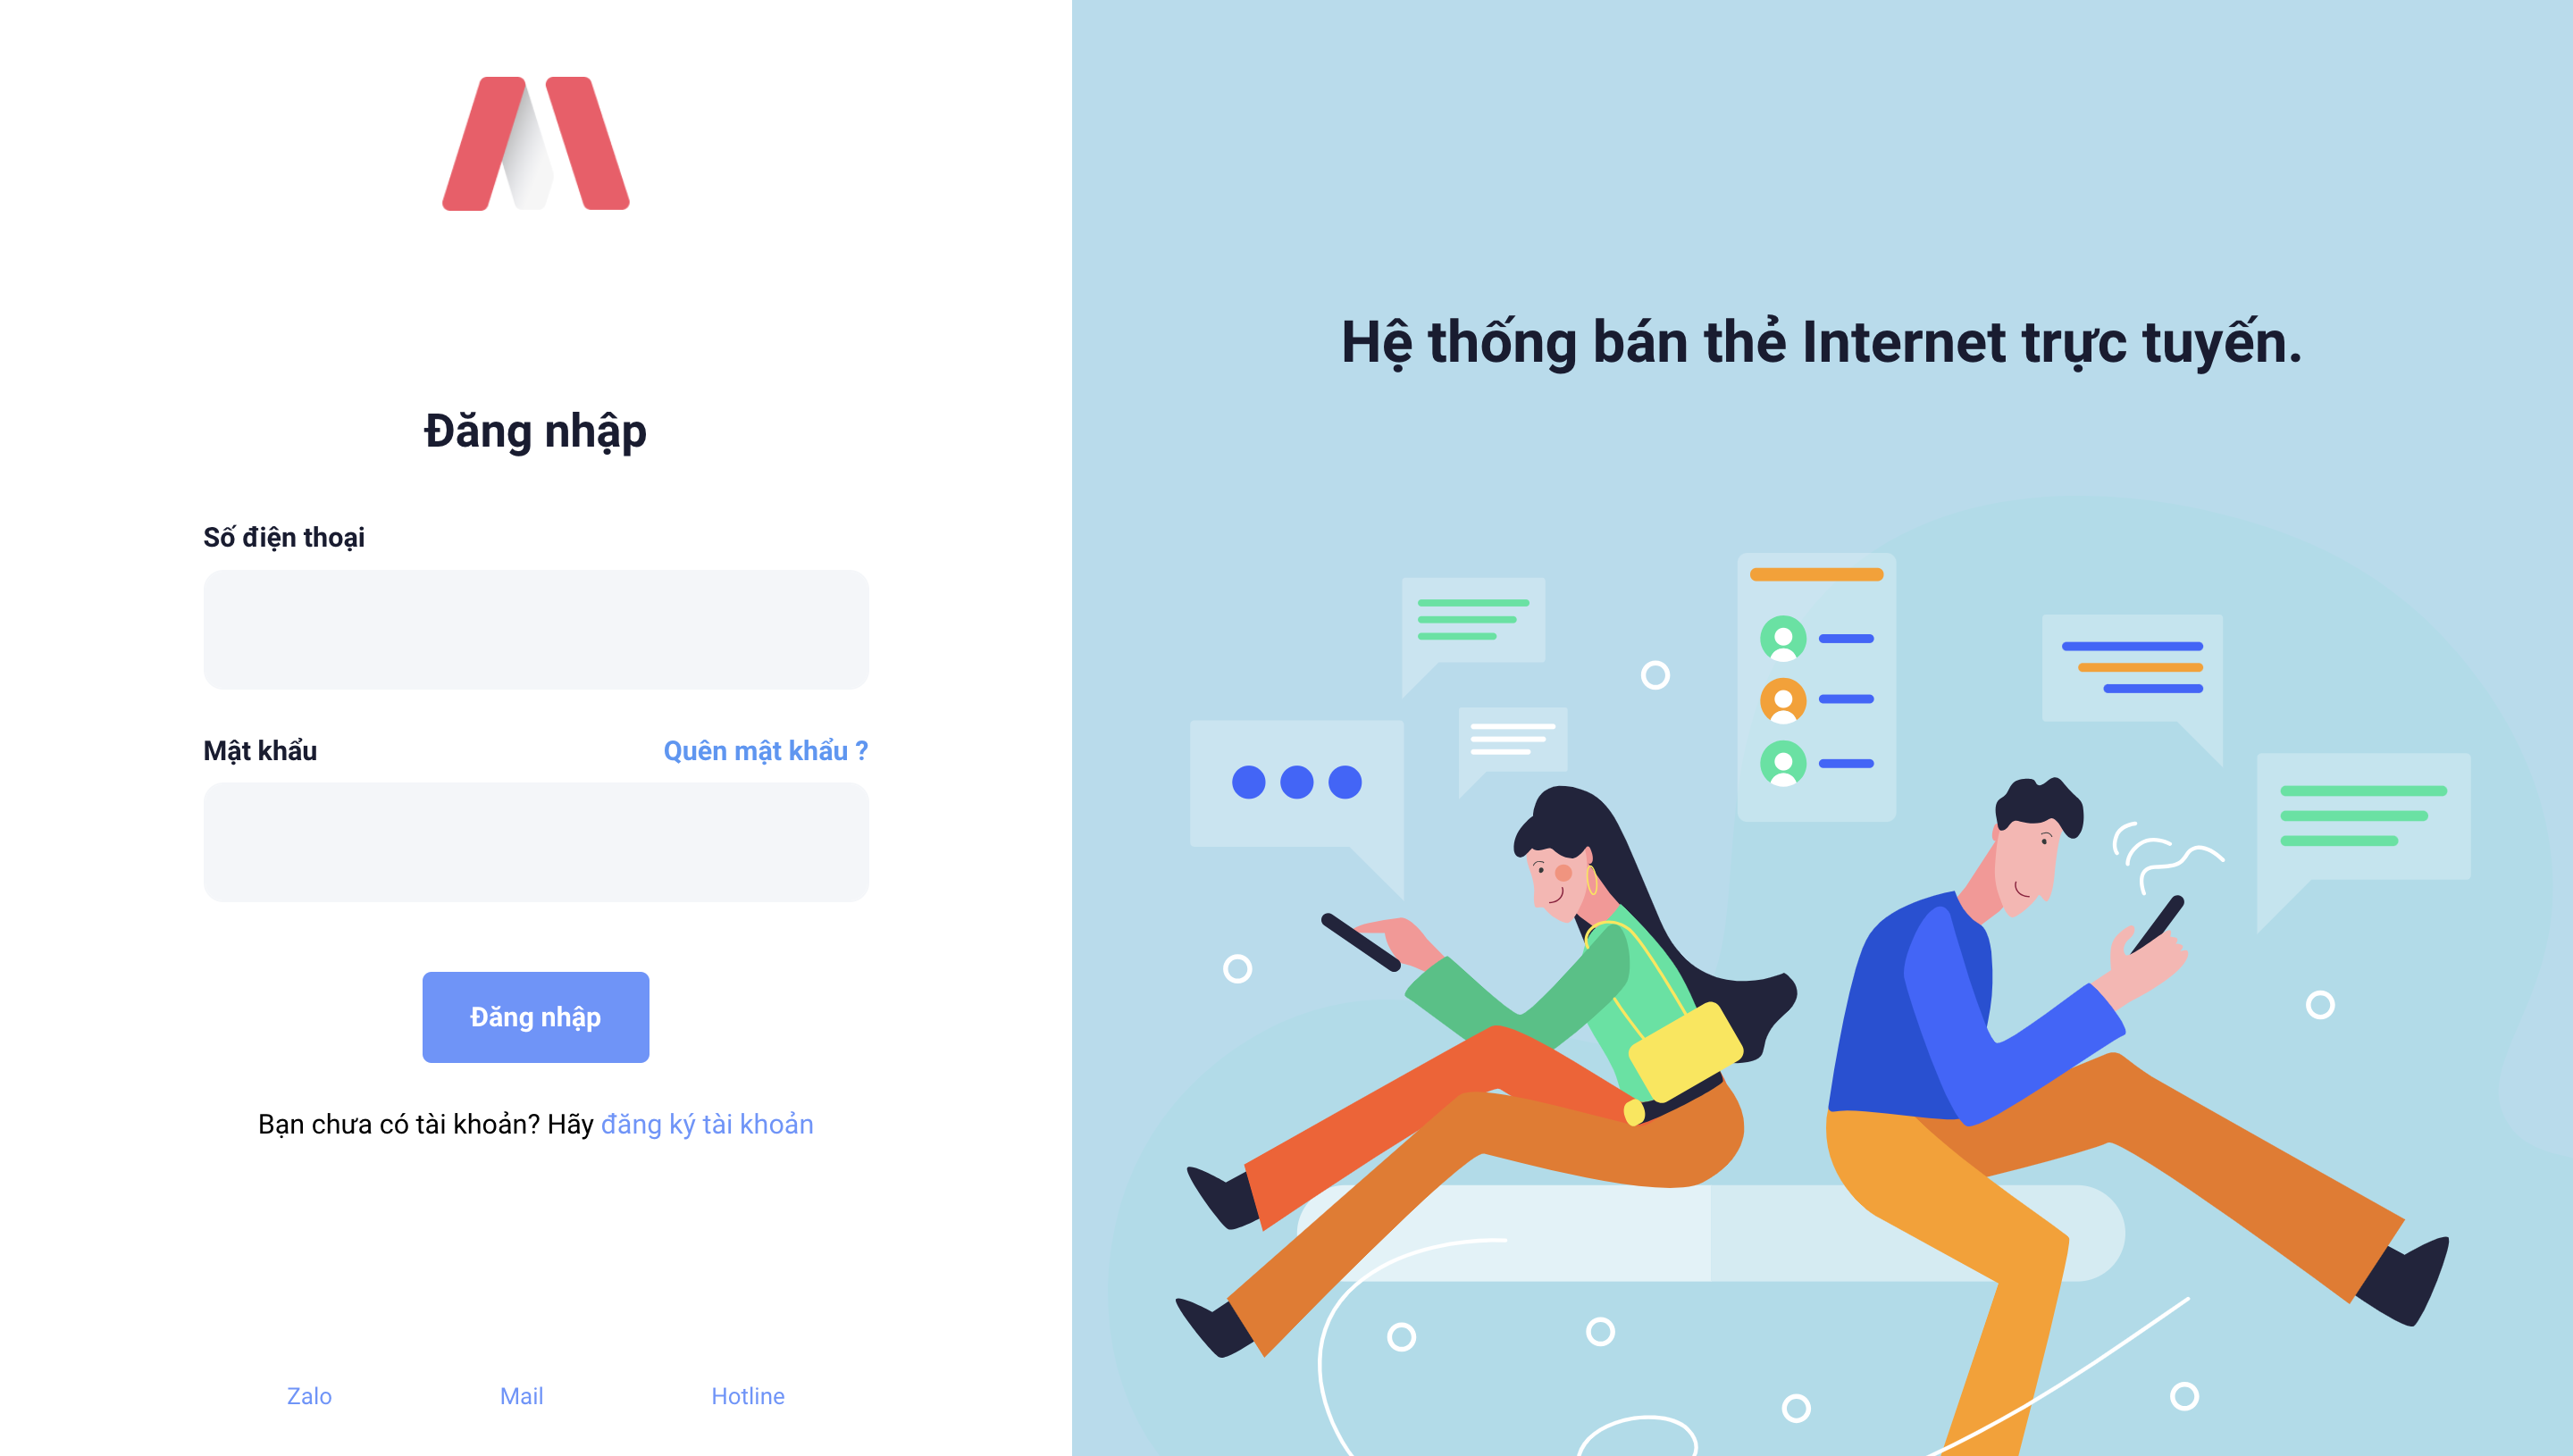 Đăng nhập
Số điện thoại
Mật khẩu
Quên mật khẩu ?
Đăng nhập
Bạn chưa có tài khoản? Hãy đăng ký tài khoản
Zalo
Mail
Hotline
Hệ thống bán thẻ Internet trực tuyến.